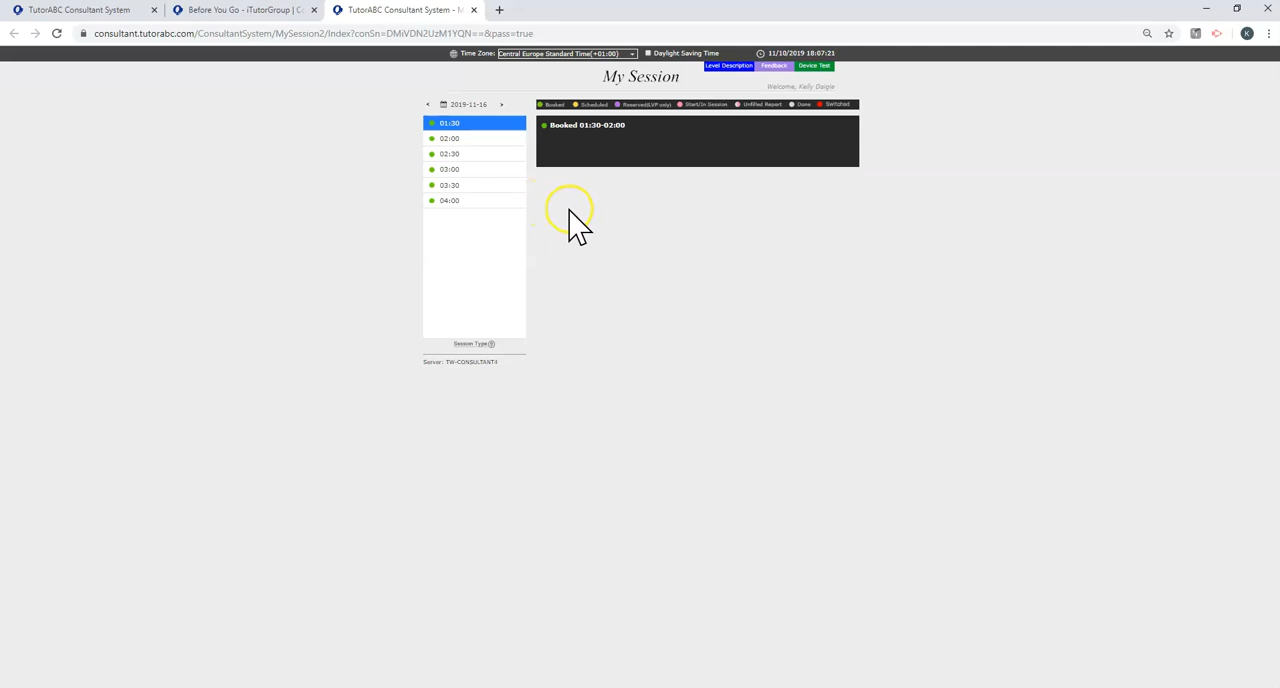 TutorABC Consultant System
Before You Go - iTutorGroup | C
TutorABC Consultant System - M
consultant.tutorabc.com/ConsultantSystem/MySession2/Index?conSn=DMiVDN2UzM1YQN==&pass=true
K
Time Zone: Central Europe Standard Time(+01:00) Daylight Saving Time 11/10/2019 18:07:21
Level Description Feedback Device Test
My Session
Welcome, Kelly Daigle
< 2019-11-16 >
Booked Scheduled Reserved(LVP only) Start/In Session Unfilled Report Done Switched
01:30
Booked 01:30-02:00
02:00
02:30
03:00
03:30
04:00
Session Type
Server: TW-CONSULTANT4